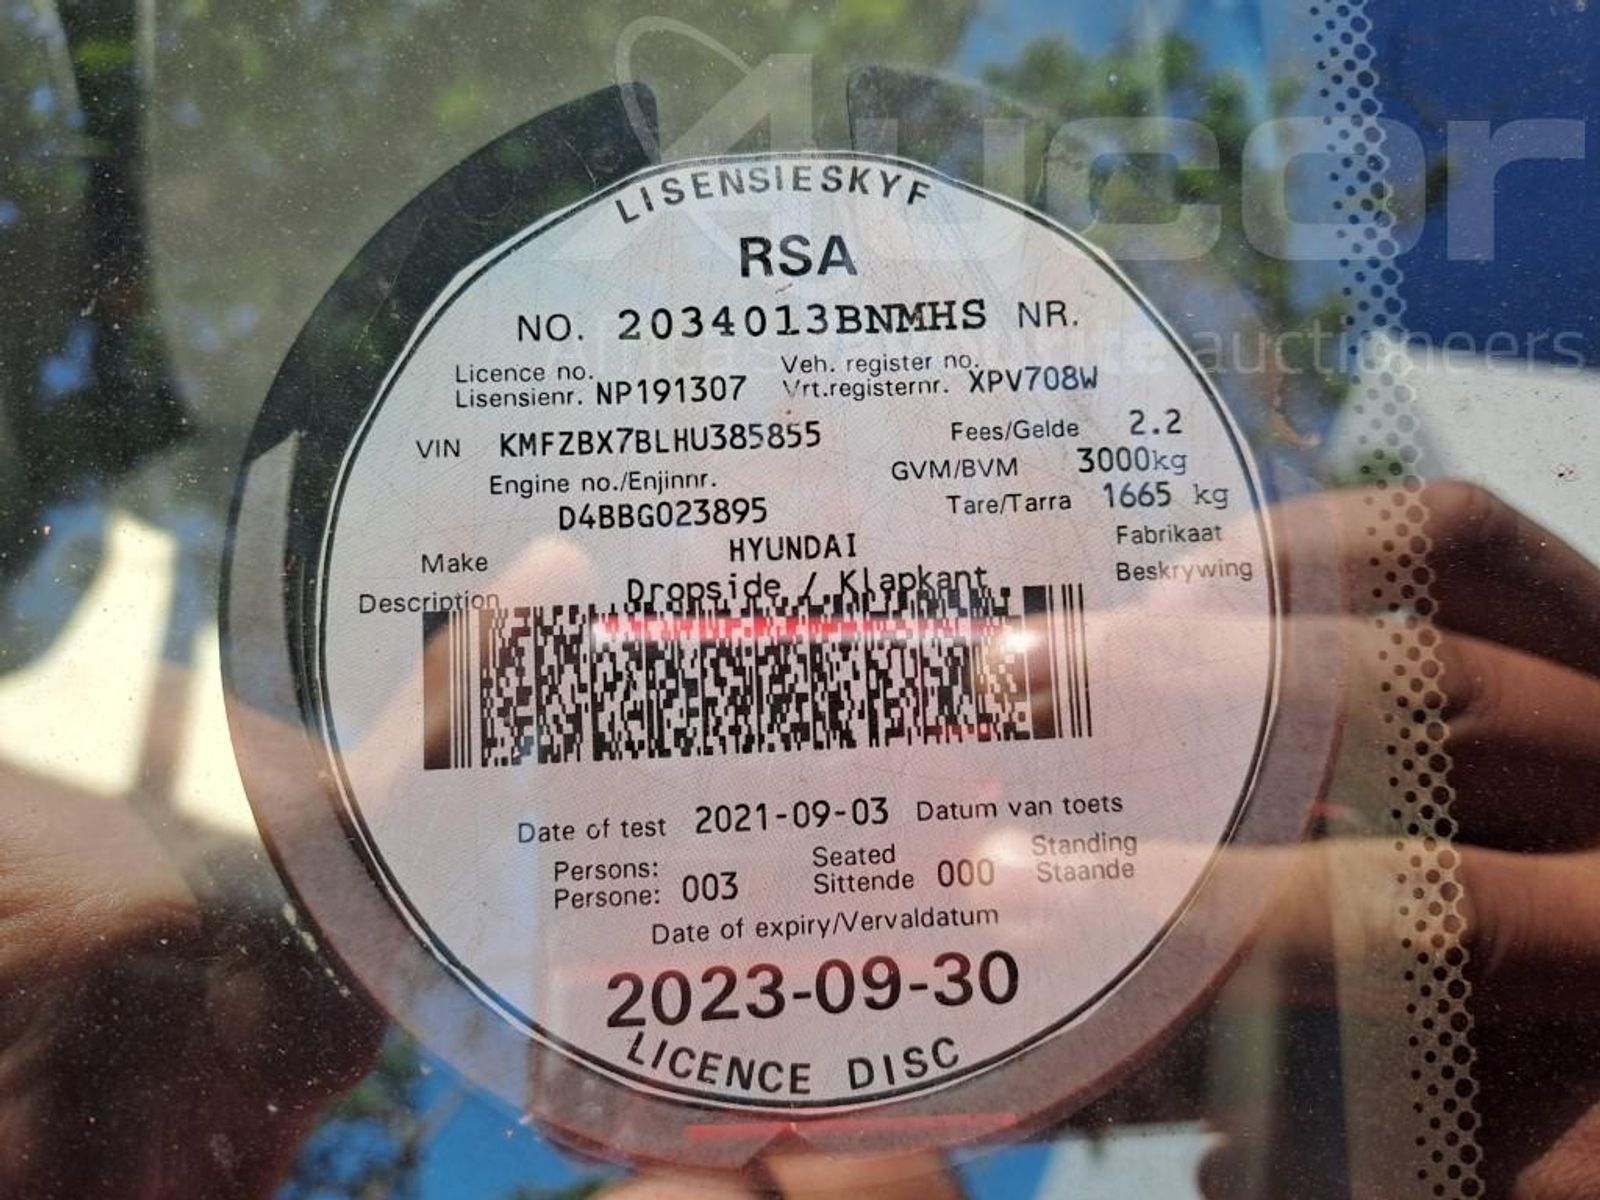 Aucor
Africa's favourite auctioneers
LISENSIESKYF
RSA
NO. 2034013BNMHS NR.
Licence no. Veh. register no.
Lisensienr. NP191307 Vrt.registernr. XPV708W
VIN KMFZBX7BLHU385855 Fees/Gelde 2.2
Engine no./Enjinnr. GVM/BVM 3000kg
D4BBG023895 Tare/Tarra 1665 kg
Make HYUNDAI Fabrikaat
Description Dropside / Klapkant Beskrywing
Date of test 2021-09-03 Datum van toets
Persons: Seated Standing
Persone: 003 Sittende 000 Staande
Date of expiry/Vervaldatum
2023-09-30
LICENCE DISC